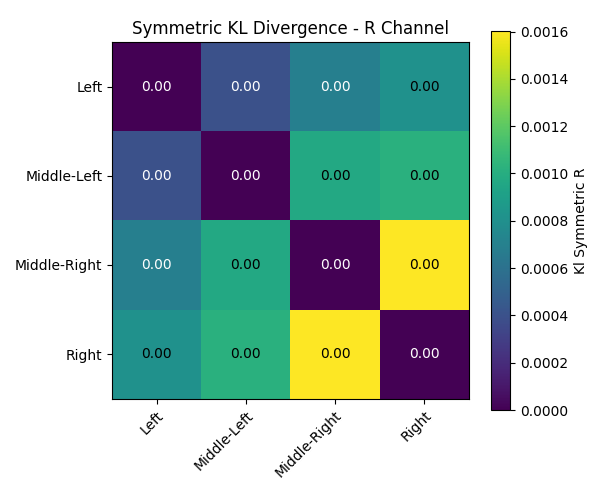 Symmetric KL Divergence - R Channel
Left
Middle-Left
Middle-Right
Right
0.00 0.00 0.00 0.00
0.00 0.00 0.00 0.00
0.00 0.00 0.00 0.00
0.00 0.00 0.00 0.00
Left
Middle-Left
Middle-Right
Right
0.0016
0.0014
0.0012
0.0010
0.0008
0.0006
0.0004
0.0002
0.0000
Kl Symmetric R